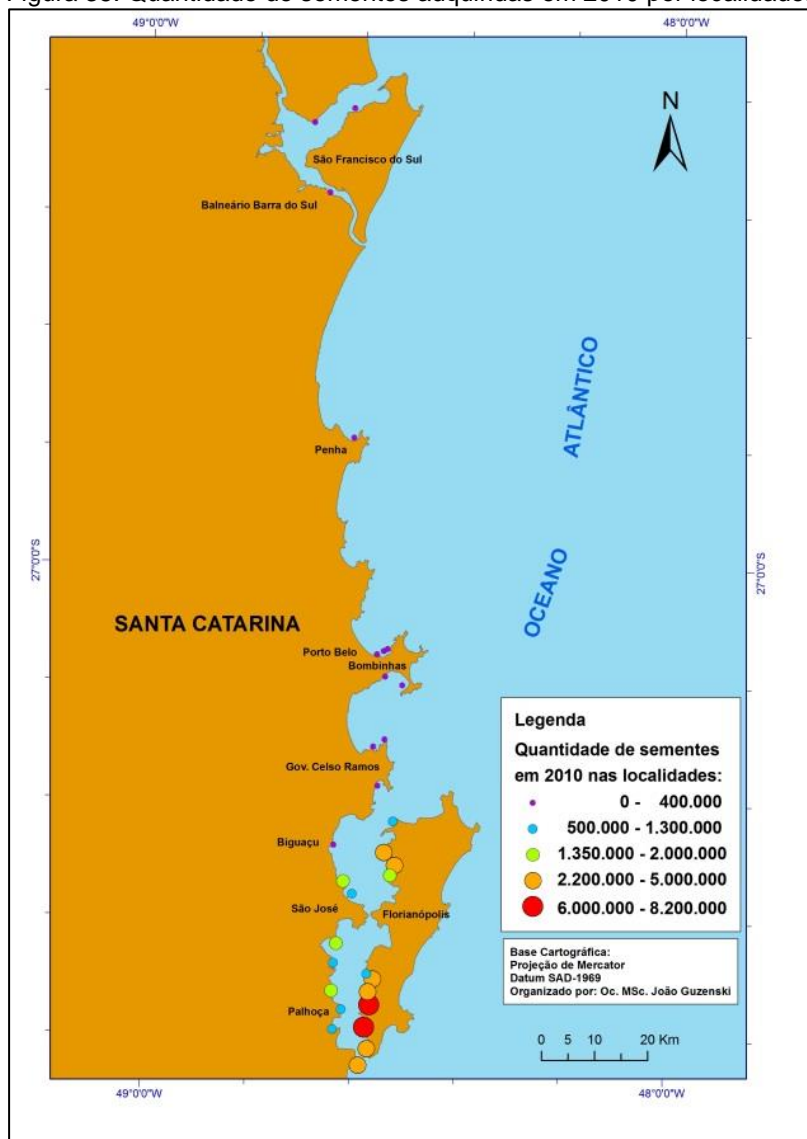 Figura 33: Quantidade de sementes adquiridas em 2010 por localidade.
49°0'0"W
48°0'0"W
N
São Francisco do Sul
Balneário Barra do Sul
ATLÂNTICO
Penha
27°0'0"S
27°0'0"S
OCEANO
SANTA CATARINA
Porto Belo
Bombinhas
Gov. Celso Ramos
Biguaçu
São José
Florianópolis
Palhoça
Legenda
Quantidade de sementes
em 2010 nas localidades:
0 - 400.000
500.000 - 1.300.000
1.350.000 - 2.000.000
2.200.000 - 5.000.000
6.000.000 - 8.200.000
Base Cartográfica:
Projeção de Mercator
Datum SAD-1969
Organizado por: Oc. MSc. João Guzenski
0 5 10 20 Km
49°0'0"W
48°0'0"W